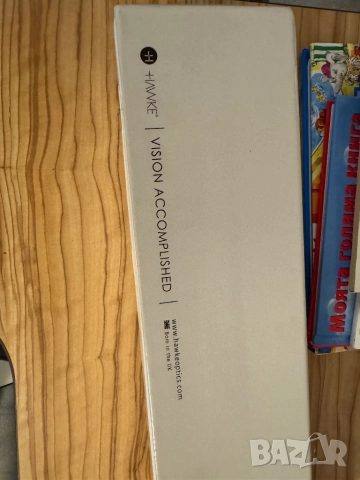 HAWKE®
| VISION ACCOMPLISHED |
www.hawkeoptics.com
Born in the UK
Моята голяма книга
BAZAR
bg